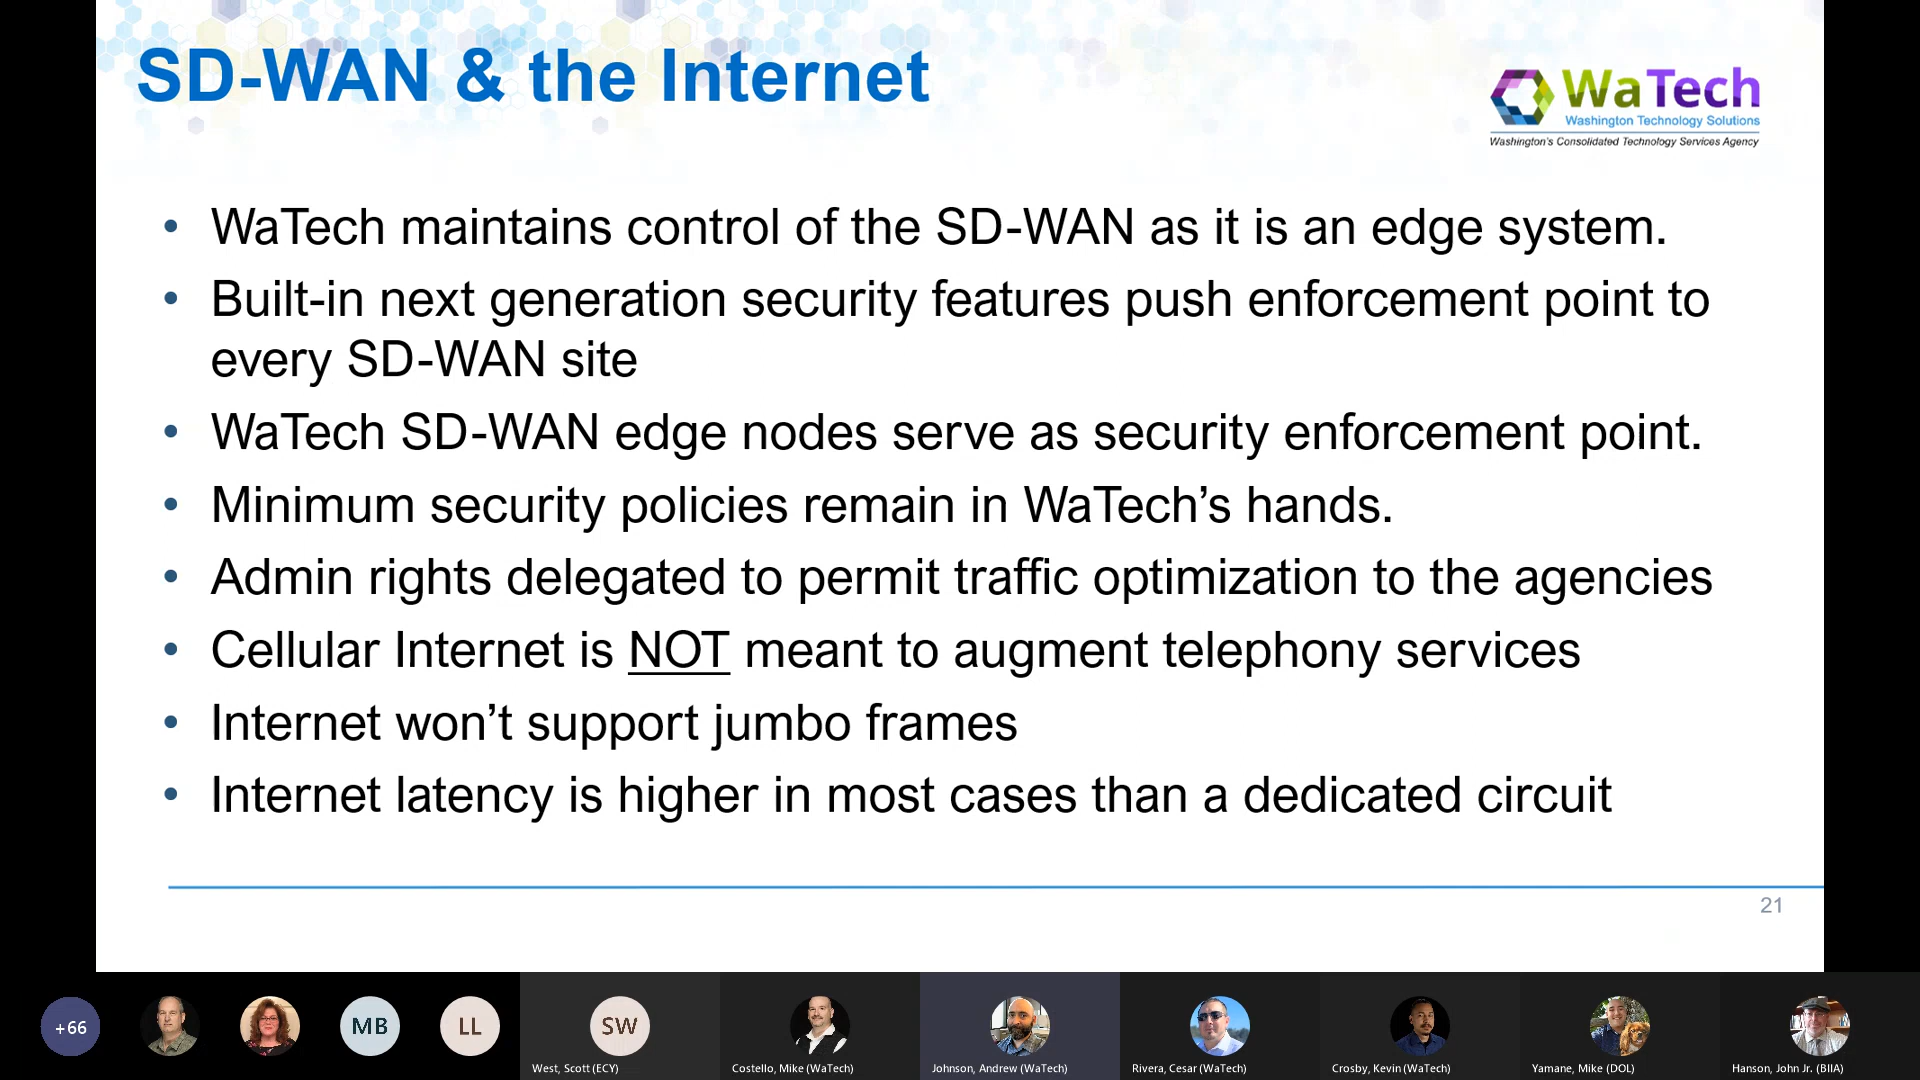 SD-WAN & the Internet
WaTech
Washington Technology Solutions
Washington's Consolidated Technology Services Agency
• WaTech maintains control of the SD-WAN as it is an edge system.
• Built-in next generation security features push enforcement point to
every SD-WAN site
• WaTech SD-WAN edge nodes serve as security enforcement point.
• Minimum security policies remain in WaTech’s hands.
• Admin rights delegated to permit traffic optimization to the agencies
• Cellular Internet is NOT meant to augment telephony services
• Internet won’t support jumbo frames
• Internet latency is higher in most cases than a dedicated circuit
21
+66
MB
LL
SW
West, Scott (ECY)
Costello, Mike (WaTech)
Johnson, Andrew (WaTech)
Rivera, Cesar (WaTech)
Crosby, Kevin (WaTech)
Yamane, Mike (DOL)
Hanson, John Jr. (BIIA)